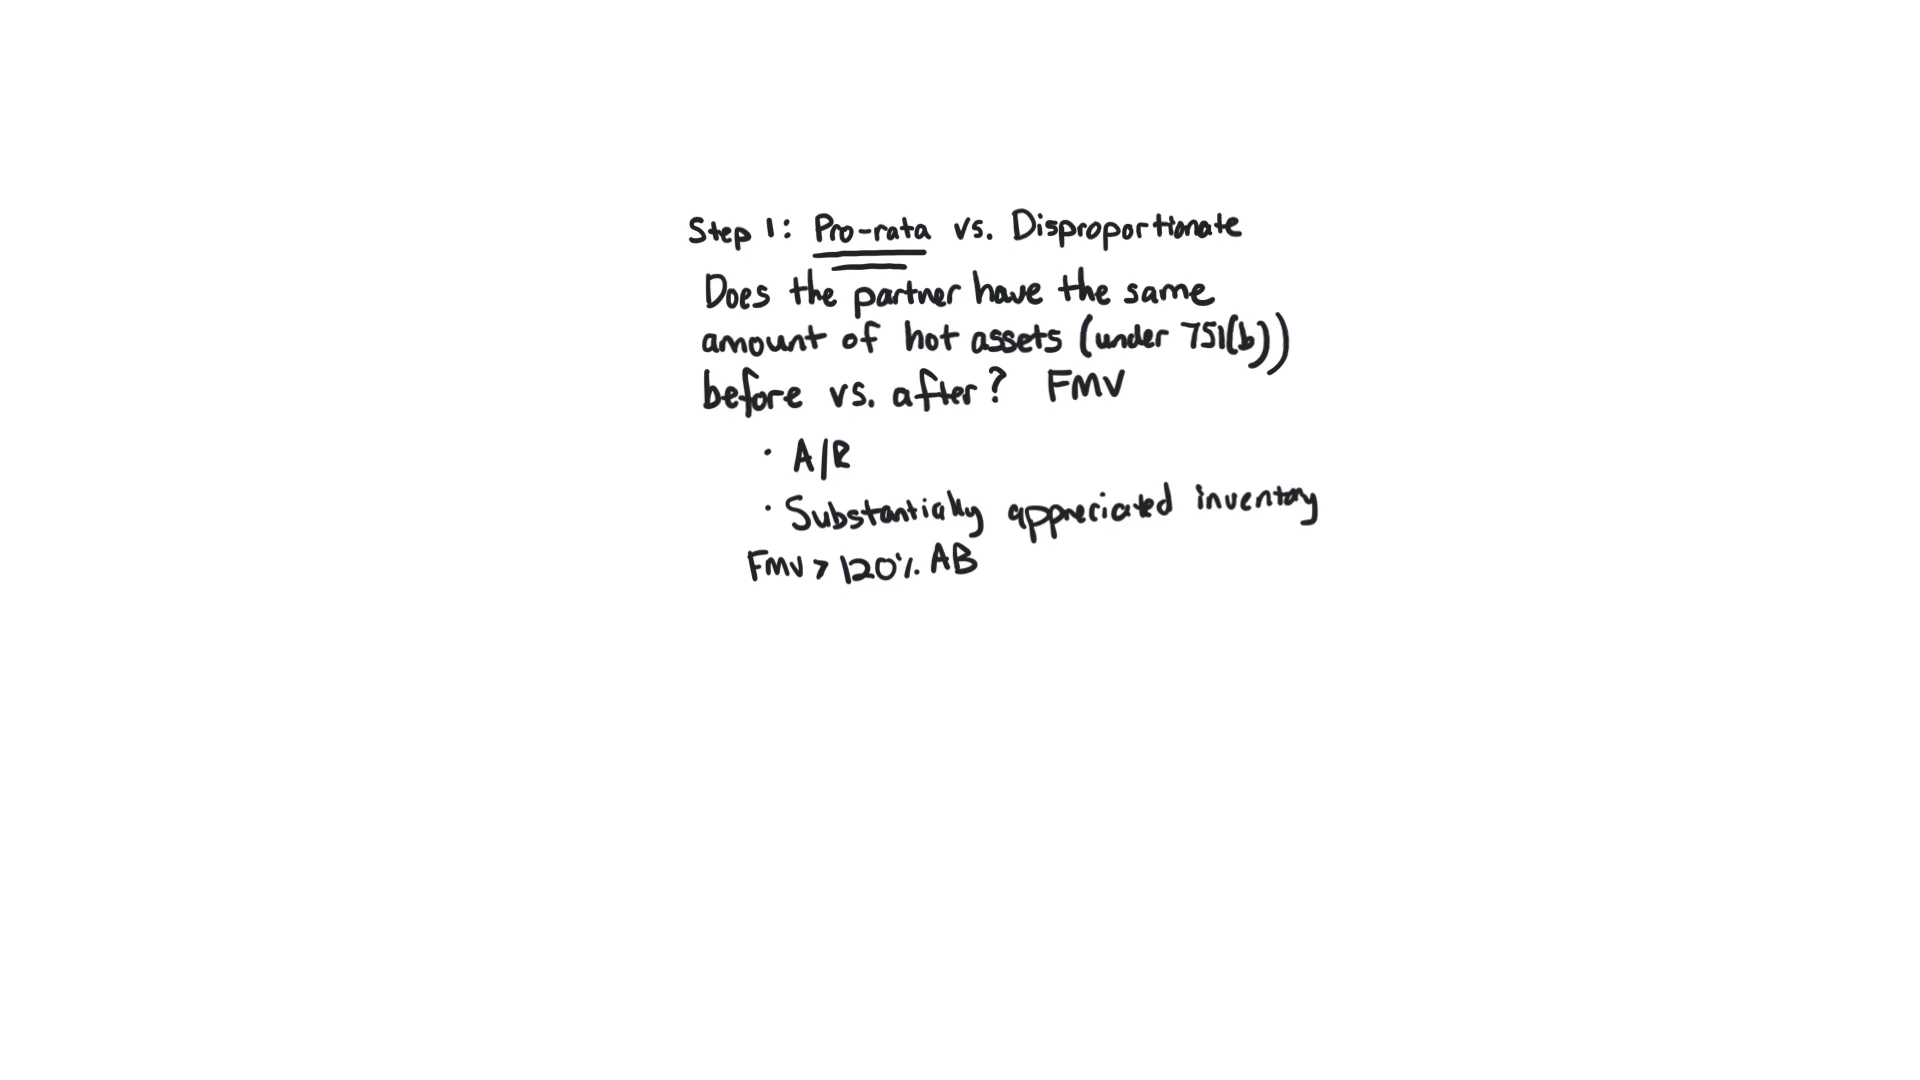 Step 1: Pro-rata vs. Disproportionate
Does the partner have the same
amount of hot assets (under 751(b))
before vs. after? FMV
· A/R
· Substantially appreciated inventory
FMV > 120% AB